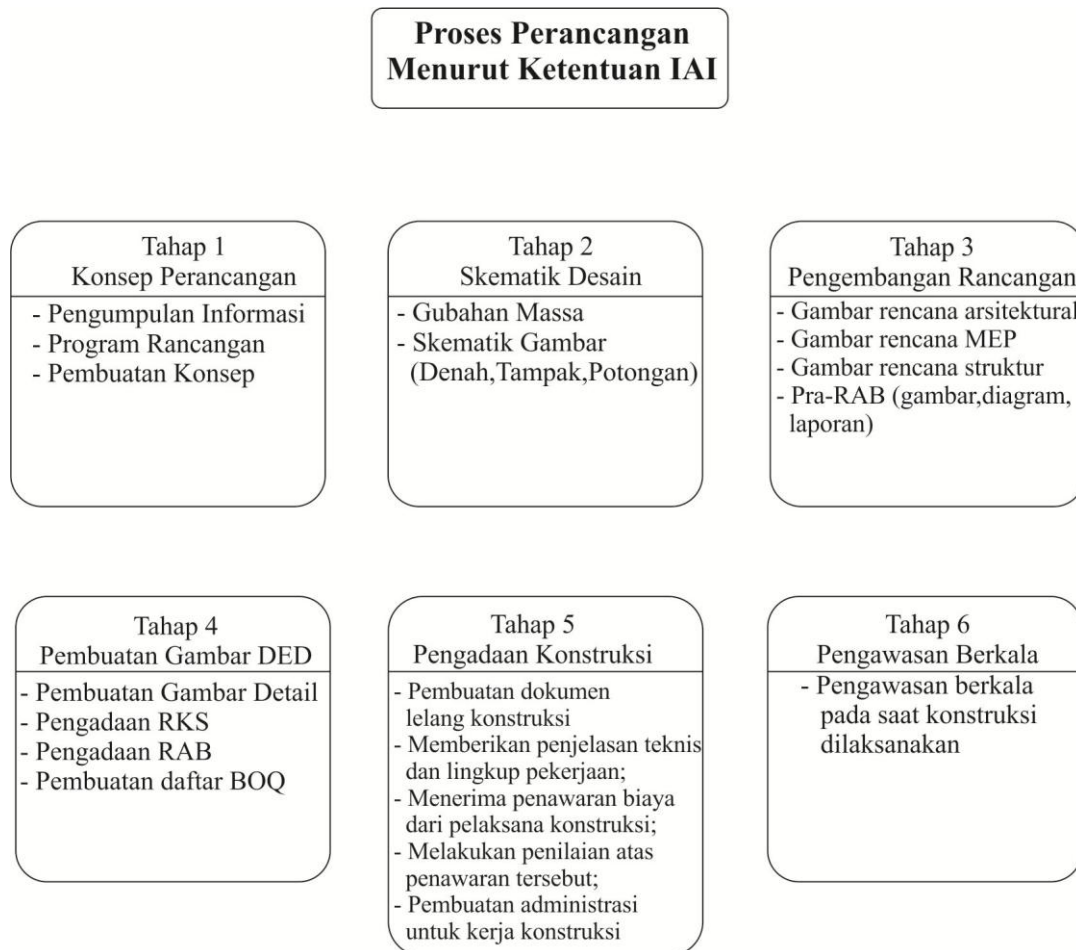 Proses Perancangan
Menurut Ketentuan IAI
Tahap 1
Konsep Perancangan
- Pengumpulan Informasi
- Program Rancangan
- Pembuatan Konsep
Tahap 2
Skematik Desain
- Gubahan Massa
- Skematik Gambar
(Denah,Tampak,Potongan)
Tahap 3
Pengembangan Rancangan
- Gambar rencana arsitektural
- Gambar rencana MEP
- Gambar rencana struktur
- Pra-RAB (gambar,diagram,
laporan)
Tahap 4
Pembuatan Gambar DED
- Pembuatan Gambar Detail
- Pengadaan RKS
- Pengadaan RAB
- Pembuatan daftar BOQ
Tahap 5
Pengadaan Konstruksi
- Pembuatan dokumen
lelang konstruksi
- Memberikan penjelasan teknis
dan lingkup pekerjaan;
- Menerima penawaran biaya
dari pelaksana konstruksi;
- Melakukan penilaian atas
penawaran tersebut;
- Pembuatan administrasi
untuk kerja konstruksi
Tahap 6
Pengawasan Berkala
- Pengawasan berkala
pada saat konstruksi
dilaksanakan